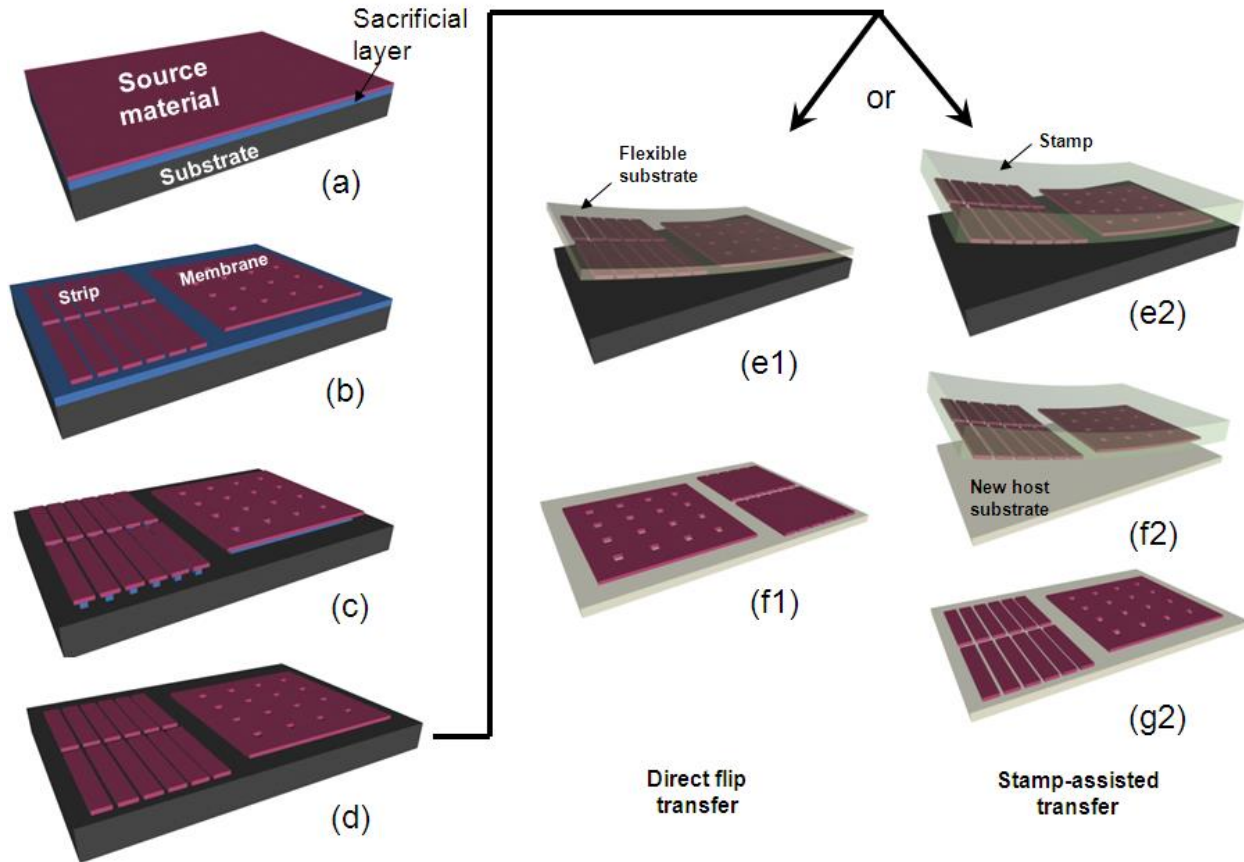 Sacrificial
layer
Source
material
Substrate
(a)
Strip
Membrane
(b)
(c)
(d)
or
Flexible
substrate
(e1)
(f1)
Direct flip
transfer
Stamp
(e2)
New host
substrate
(f2)
(g2)
Stamp-assisted
transfer